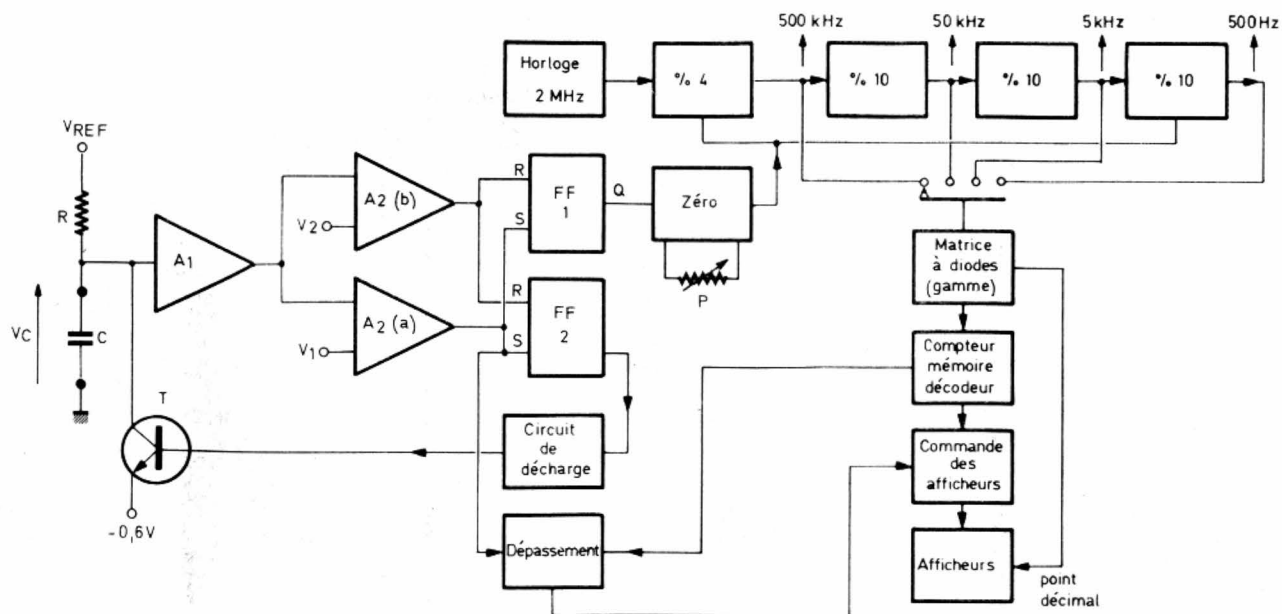 500 kHz
50 kHz
5 kHz
500 Hz
Horloge
2 MHz
% 4
% 10
% 10
% 10
VREF
R
A1
A2 (b)
V2
R
S
FF
1
Q
Zéro
P
A2 (a)
V1
R
S
FF
2
VC
C
T
-0,6V
Circuit
de
décharge
Dépassement
Matrice
à diodes
(gamme)
Compteur
mémoire
décodeur
Commande
des
afficheurs
Afficheurs
point
décimal